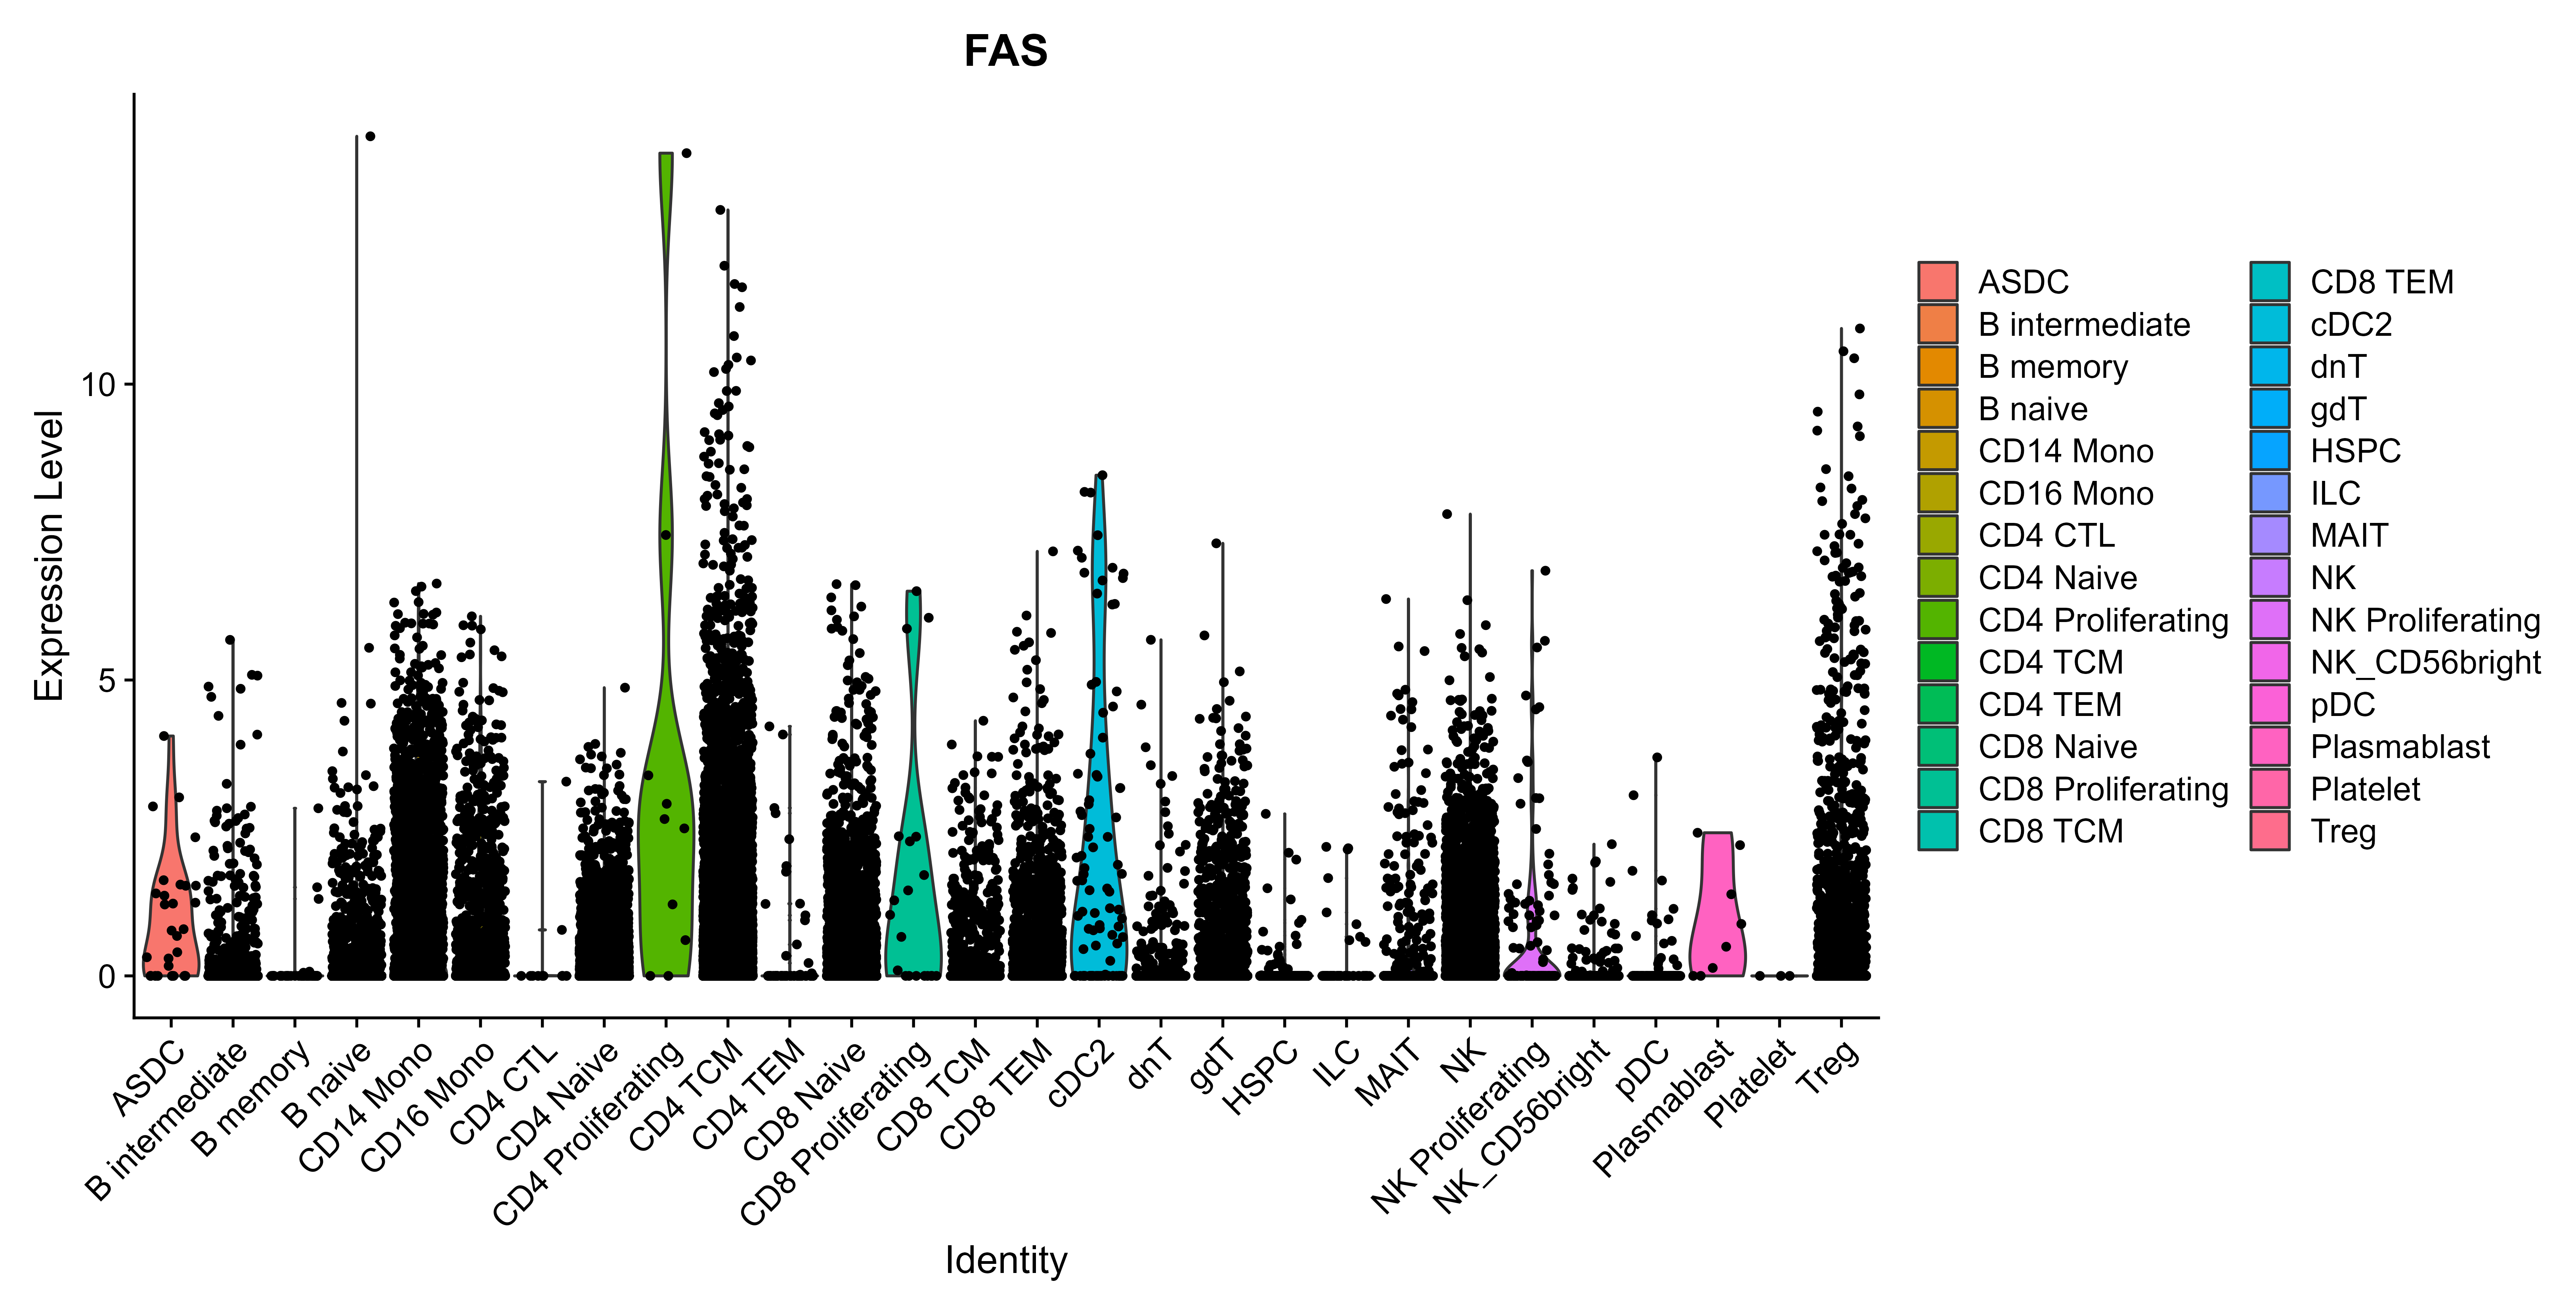 FAS
Expression Level
10
5
0
ASDC
B intermediate
B memory
B naive
CD14 Mono
CD16 Mono
CD4 CTL
CD4 Naive
CD4 Proliferating
CD4 TCM
CD4 TEM
CD8 Naive
CD8 Proliferating
CD8 TCM
CD8 TEM
cDC2
dnT
gdT
HSPC
ILC
MAIT
NK
NK Proliferating
NK_CD56bright
pDC
Plasmablast
Platelet
Treg
Identity
ASDC
B intermediate
B memory
B naive
CD14 Mono
CD16 Mono
CD4 CTL
CD4 Naive
CD4 Proliferating
CD4 TCM
CD4 TEM
CD8 Naive
CD8 Proliferating
CD8 TCM
CD8 TEM
cDC2
dnT
gdT
HSPC
ILC
MAIT
NK
NK Proliferating
NK_CD56bright
pDC
Plasmablast
Platelet
Treg